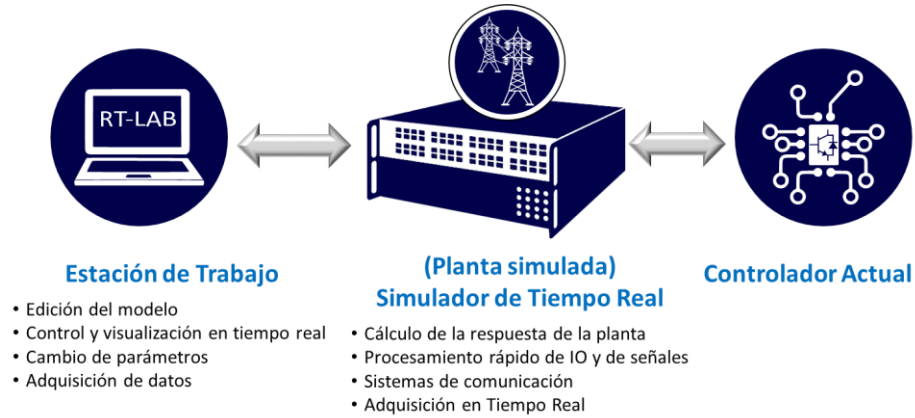 RT-LAB
Estación de Trabajo
• Edición del modelo
• Control y visualización en tiempo real
• Cambio de parámetros
• Adquisición de datos
(Planta simulada)
Simulador de Tiempo Real
• Cálculo de la respuesta de la planta
• Procesamiento rápido de IO y de señales
• Sistemas de comunicación
• Adquisición en Tiempo Real
Controlador Actual